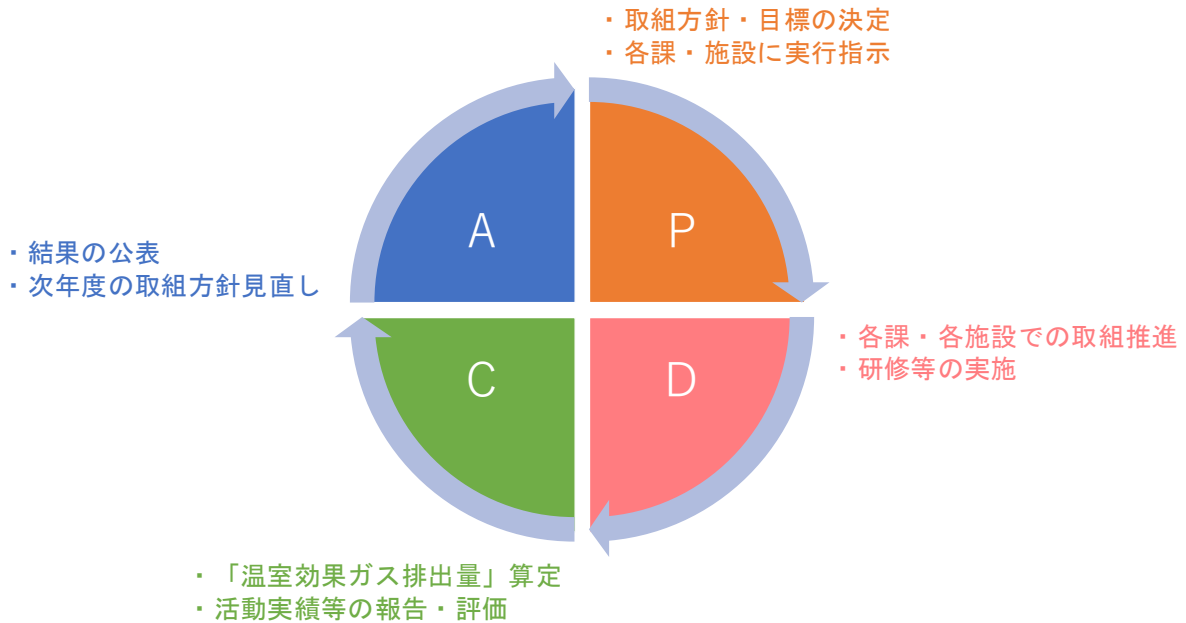 ・取組方針・目標の決定
・各課・施設に実行指示
A
P
・結果の公表
・次年度の取組方針見直し
・各課・各施設での取組推進
・研修等の実施
C
D
・「温室効果ガス排出量」算定
・活動実績等の報告・評価